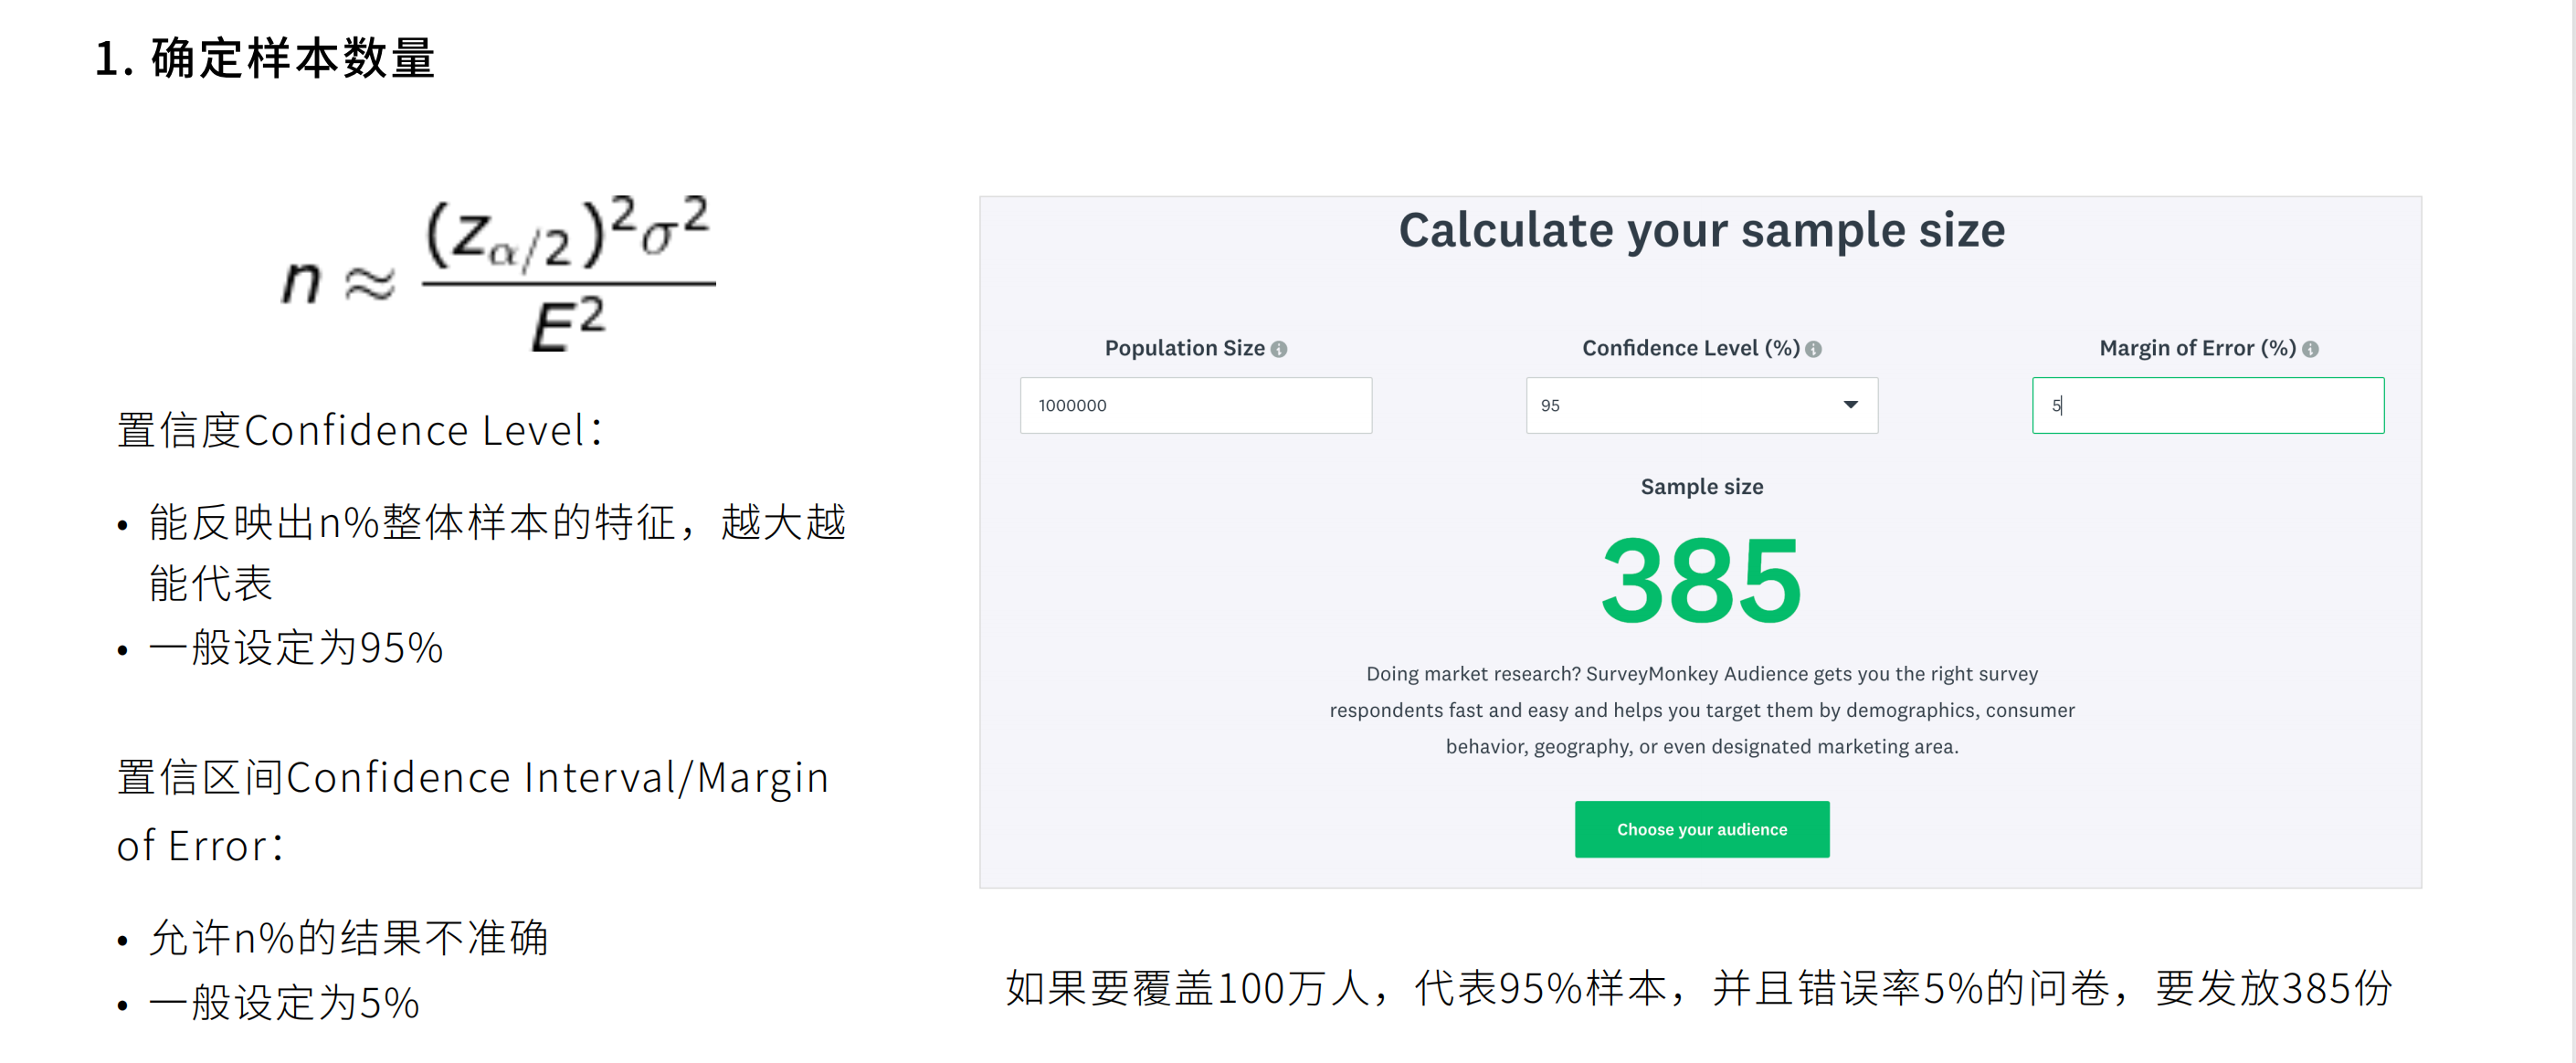 1. 确定样本数量
n ≈ (z_{α/2})²σ² / E²
置信度Confidence Level：
• 能反映出n%整体样本的特征，越大越
能代表
• 一般设定为95%
置信区间Confidence Interval/Margin
of Error：
• 允许n%的结果不准确
• 一般设定为5%
Calculate your sample size
Population Size
1000000
Confidence Level (%)
95
Margin of Error (%)
5
Sample size
385
Doing market research? SurveyMonkey Audience gets you the right survey
respondents fast and easy and helps you target them by demographics, consumer
behavior, geography, or even designated marketing area.
Choose your audience
如果要覆盖100万人，代表95%样本，并且错误率5%的问卷，要发放385份